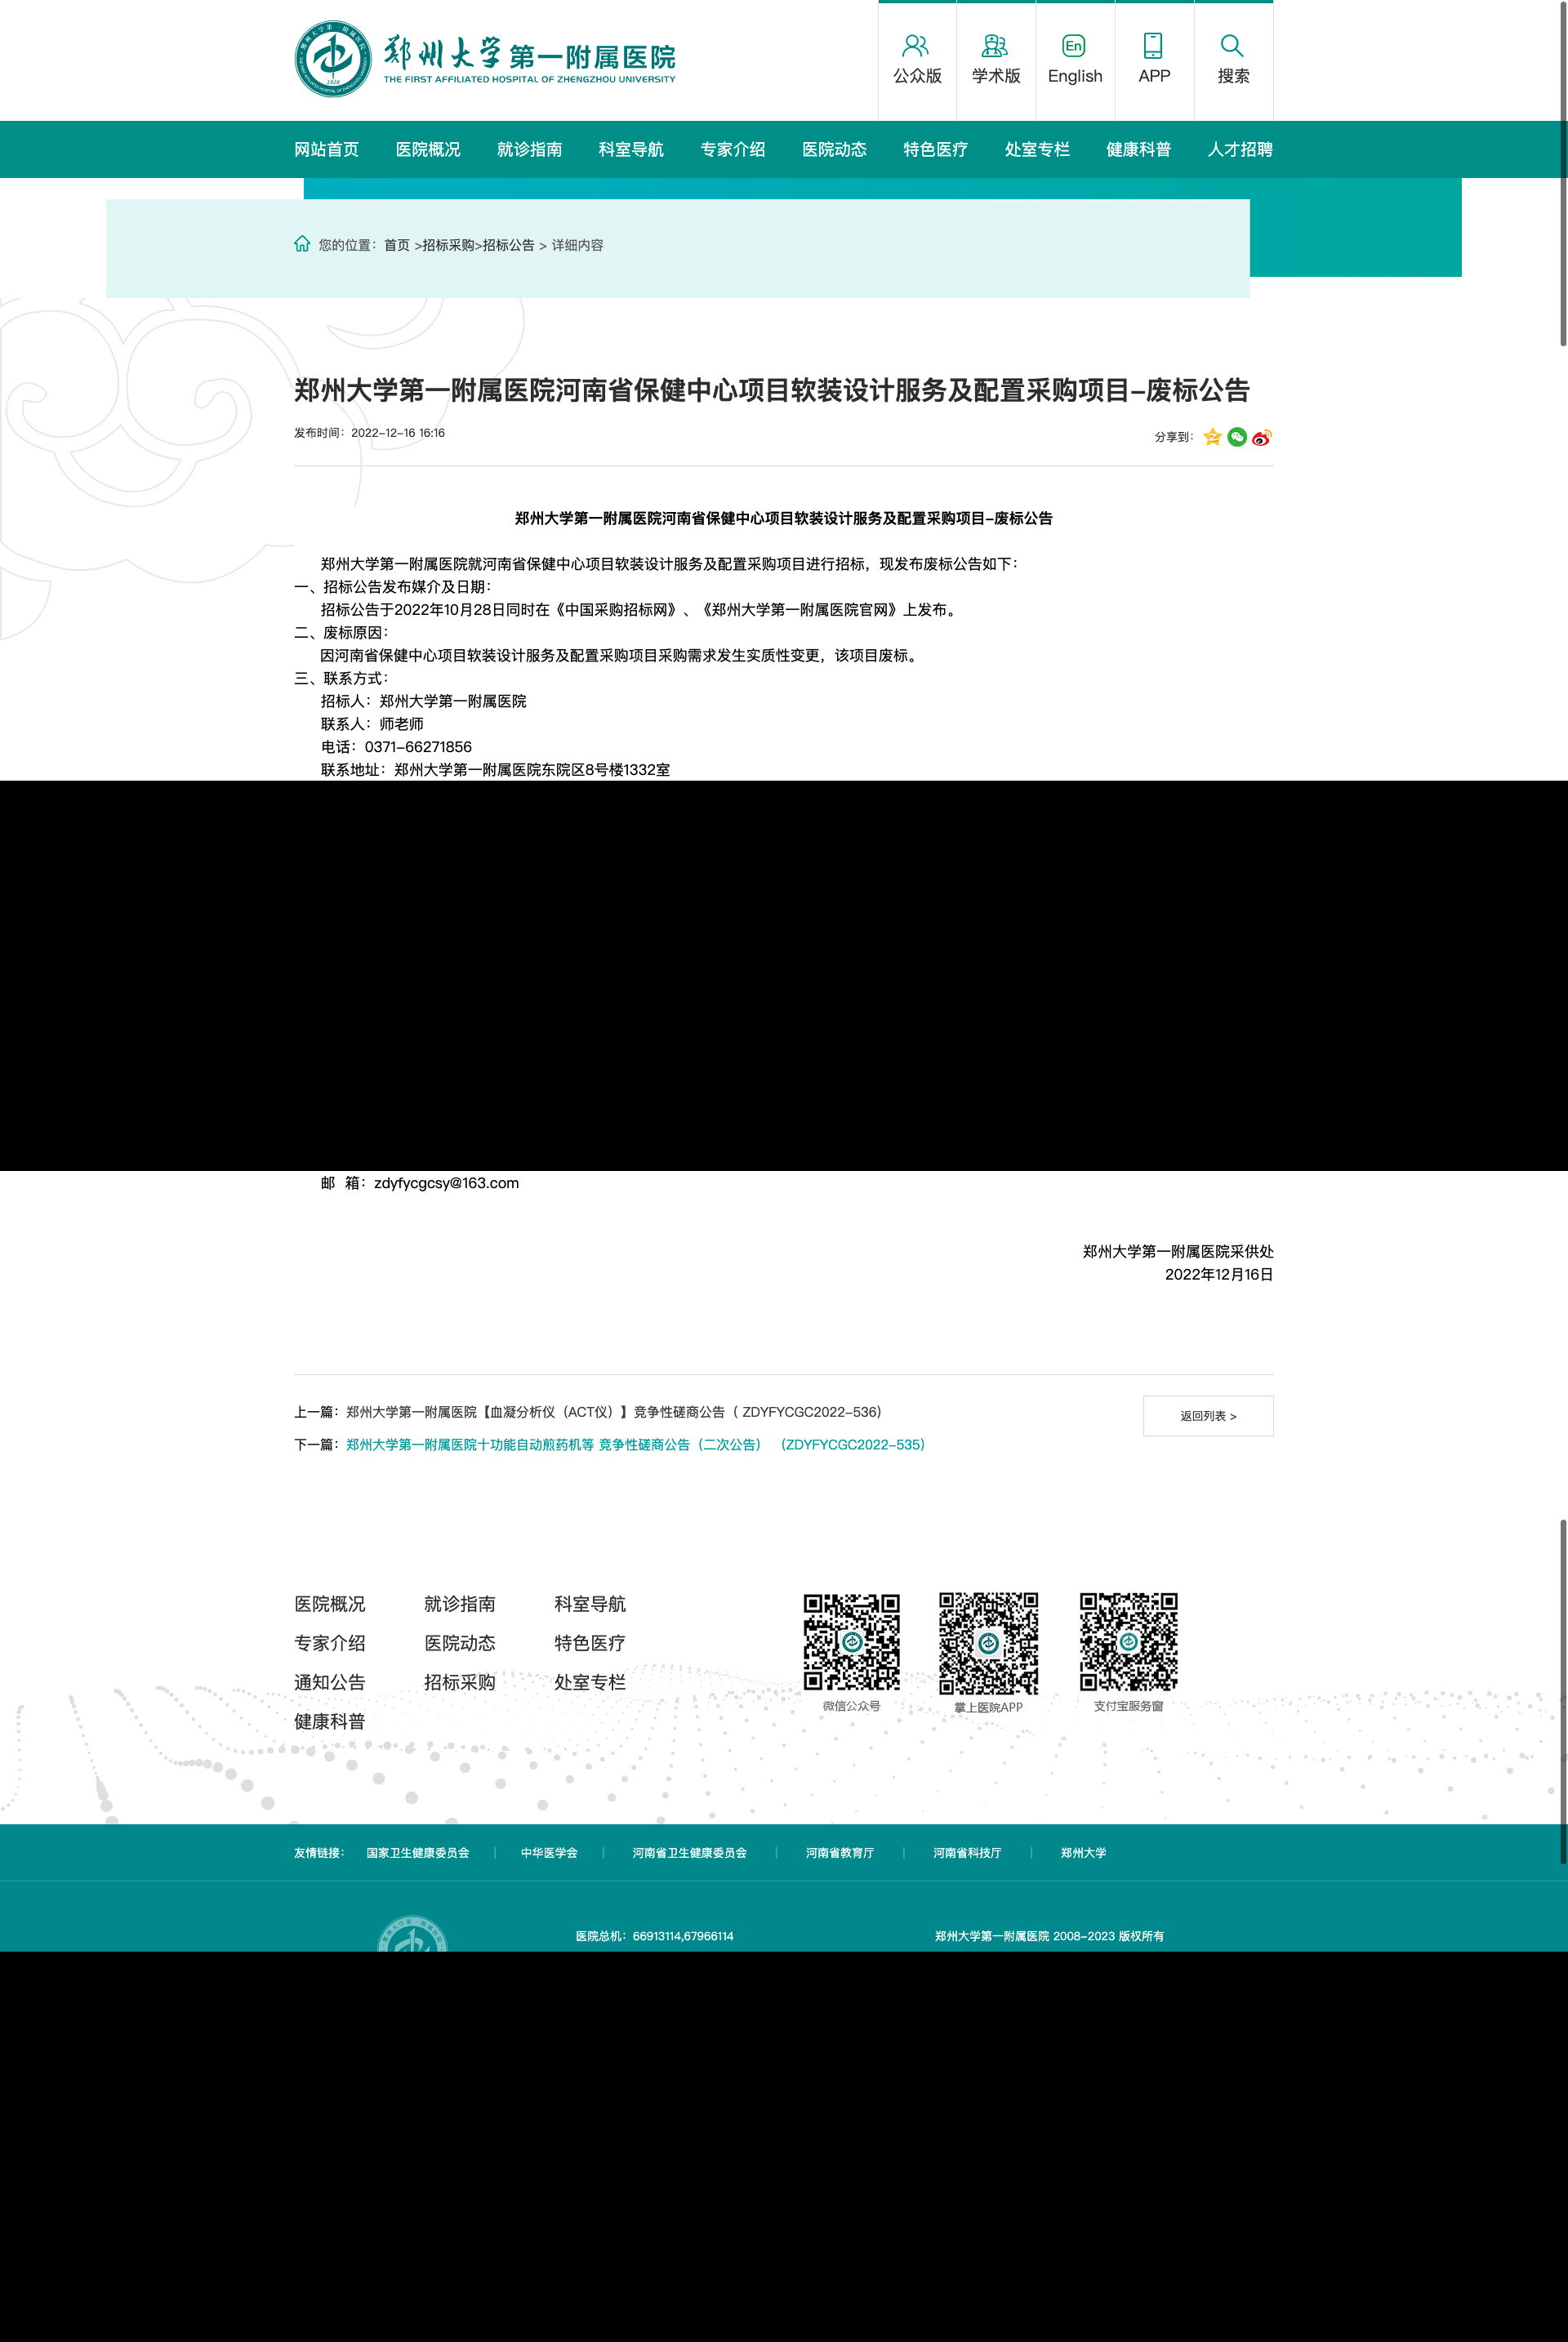 郑州大学第一附属医院
THE FIRST AFFILIATED HOSPITAL OF ZHENGZHOU UNIVERSITY
公众版 学术版 English APP 搜索
网站首页 医院概况 就诊指南 科室导航 专家介绍 医院动态 特色医疗 处室专栏 健康科普 人才招聘
您的位置：首页 >招标采购>招标公告 > 详细内容
郑州大学第一附属医院河南省保健中心项目软装设计服务及配置采购项目-废标公告
发布时间：2022-12-16 16:16
分享到：
郑州大学第一附属医院河南省保健中心项目软装设计服务及配置采购项目-废标公告
郑州大学第一附属医院就河南省保健中心项目软装设计服务及配置采购项目进行招标，现发布废标公告如下：
一、招标公告发布媒介及日期：
招标公告于2022年10月28日同时在《中国采购招标网》、《郑州大学第一附属医院官网》上发布。
二、废标原因：
因河南省保健中心项目软装设计服务及配置采购项目采购需求发生实质性变更，该项目废标。
三、联系方式：
招标人：郑州大学第一附属医院
联系人：师老师
电话：0371-66271856
联系地址：郑州大学第一附属医院东院区8号楼1332室
邮 箱：zdyfycgcsy@163.com
郑州大学第一附属医院采供处
2022年12月16日
上一篇：郑州大学第一附属医院【血凝分析仪（ACT仪）】竞争性磋商公告（ ZDYFYCGC2022-536）
返回列表 >
下一篇：郑州大学第一附属医院十功能自动煎药机等 竞争性磋商公告（二次公告） （ZDYFYCGC2022-535）
医院概况 就诊指南 科室导航
专家介绍 医院动态 特色医疗
通知公告 招标采购 处室专栏
健康科普
微信公众号 掌上医院APP 支付宝服务窗
友情链接： 国家卫生健康委员会 | 中华医学会 | 河南省卫生健康委员会 | 河南省教育厅 | 河南省科技厅 | 郑州大学
医院总机：66913114,67966114
郑州大学第一附属医院 2008-2023 版权所有